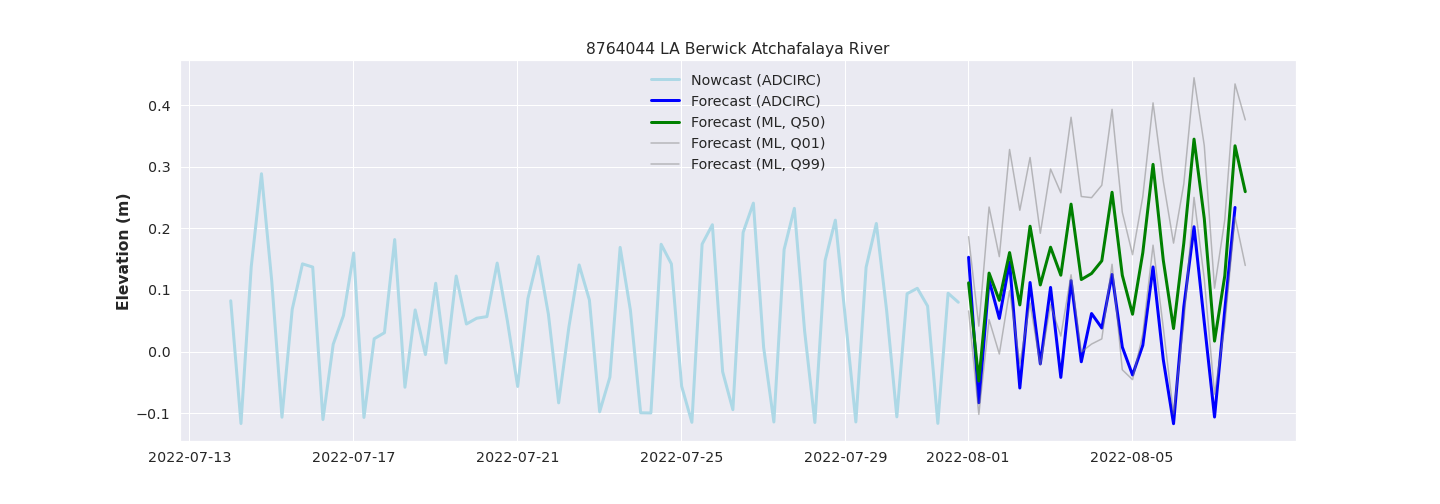 8764044 LA Berwick Atchafalaya River
Nowcast (ADCIRC)
Forecast (ADCIRC)
Forecast (ML, Q50)
Forecast (ML, Q01)
Forecast (ML, Q99)
Elevation (m)
0.4
0.3
0.2
0.1
0.0
−0.1
2022-07-13 2022-07-17 2022-07-21 2022-07-25 2022-07-29 2022-08-01 2022-08-05